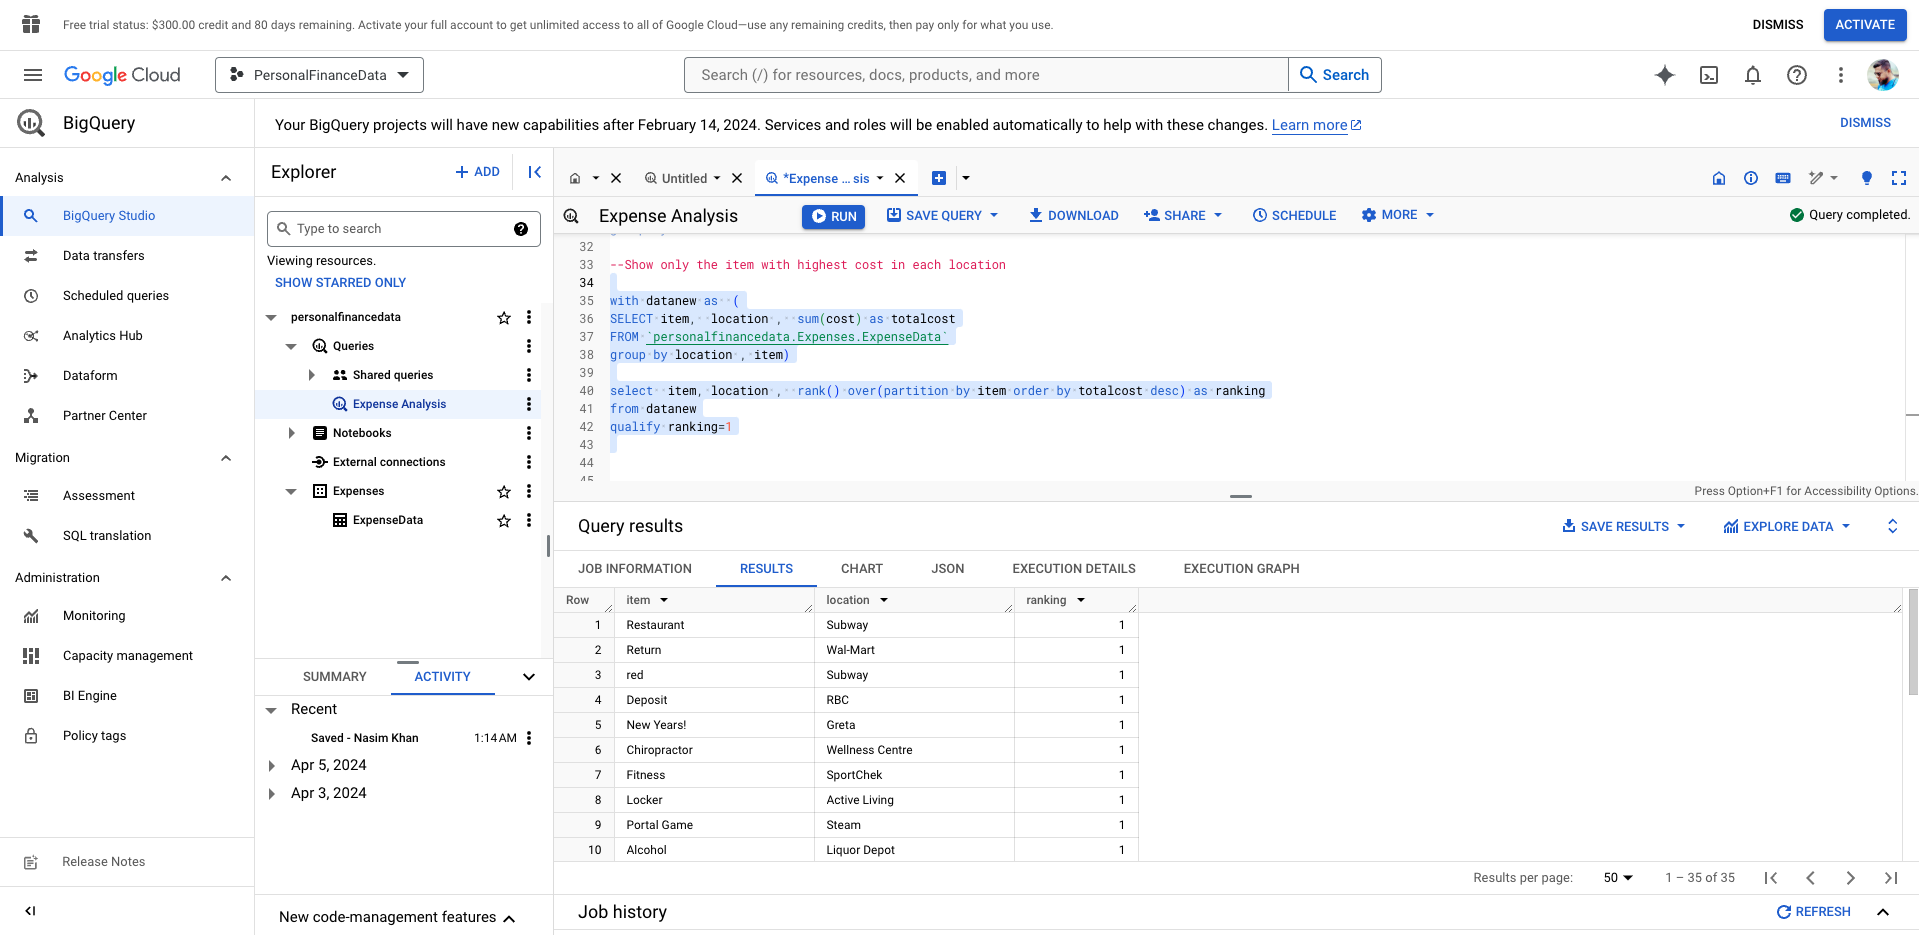 Free trial status: $300.00 credit and 80 days remaining. Activate your full account to get unlimited access to all of Google Cloud—use any remaining credits, then pay only for what you use.
DISMISS
ACTIVATE
Google Cloud
PersonalFinanceData
Search (/) for resources, docs, products, and more
Search
BigQuery
Your BigQuery projects will have new capabilities after February 14, 2024. Services and roles will be enabled automatically to help with these changes. Learn more
DISMISS
Analysis
BigQuery Studio
Data transfers
Scheduled queries
Analytics Hub
Dataform
Partner Center
Migration
Assessment
SQL translation
Administration
Monitoring
Capacity management
BI Engine
Policy tags
Release Notes
Explorer
ADD
Type to search
Viewing resources.
SHOW STARRED ONLY
personalfinancedata
Queries
Shared queries
Expense Analysis
Notebooks
External connections
Expenses
ExpenseData
SUMMARY
ACTIVITY
Recent
Saved - Nasim Khan 1:14 AM
Apr 5, 2024
Apr 3, 2024
New code-management features
Untitled
*Expense ... sis
Expense Analysis
RUN
SAVE QUERY
DOWNLOAD
SHARE
SCHEDULE
MORE
Query completed.
32
33 --Show only the item with highest cost in each location
34
35 with datanew as (
36 SELECT item, location , sum(cost) as totalcost
37 FROM `personalfinancedata.Expenses.ExpenseData`
38 group by location , item)
39
40 select item, location , rank() over(partition by item order by totalcost desc) as ranking
41 from datanew
42 qualify ranking=1
43
44
45
Press Option+F1 for Accessibility Options.
Query results
SAVE RESULTS
EXPLORE DATA
JOB INFORMATION
RESULTS
CHART
JSON
EXECUTION DETAILS
EXECUTION GRAPH
Row item location ranking
1 Restaurant Subway 1
2 Return Wal-Mart 1
3 red Subway 1
4 Deposit RBC 1
5 New Years! Greta 1
6 Chiropractor Wellness Centre 1
7 Fitness SportChek 1
8 Locker Active Living 1
9 Portal Game Steam 1
10 Alcohol Liquor Depot 1
Results per page: 50 1 – 35 of 35
Job history
REFRESH